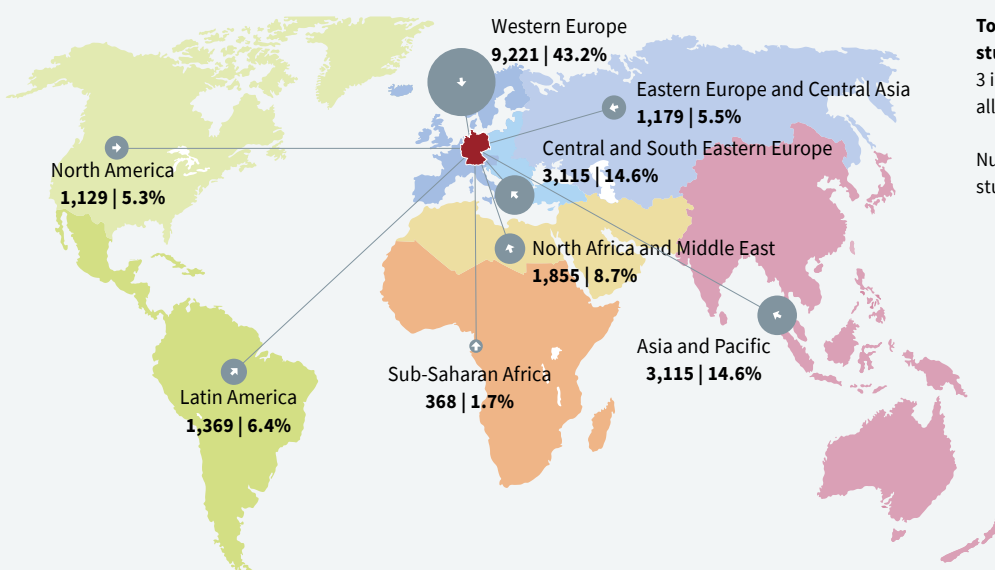 Western Europe
9,221 | 43.2%
Eastern Europe and Central Asia
1,179 | 5.5%
Central and South Eastern Europe
3,115 | 14.6%
North America
1,129 | 5.3%
North Africa and Middle East
1,855 | 8.7%
Asia and Pacific
3,115 | 14.6%
Sub-Saharan Africa
368 | 1.7%
Latin America
1,369 | 6.4%